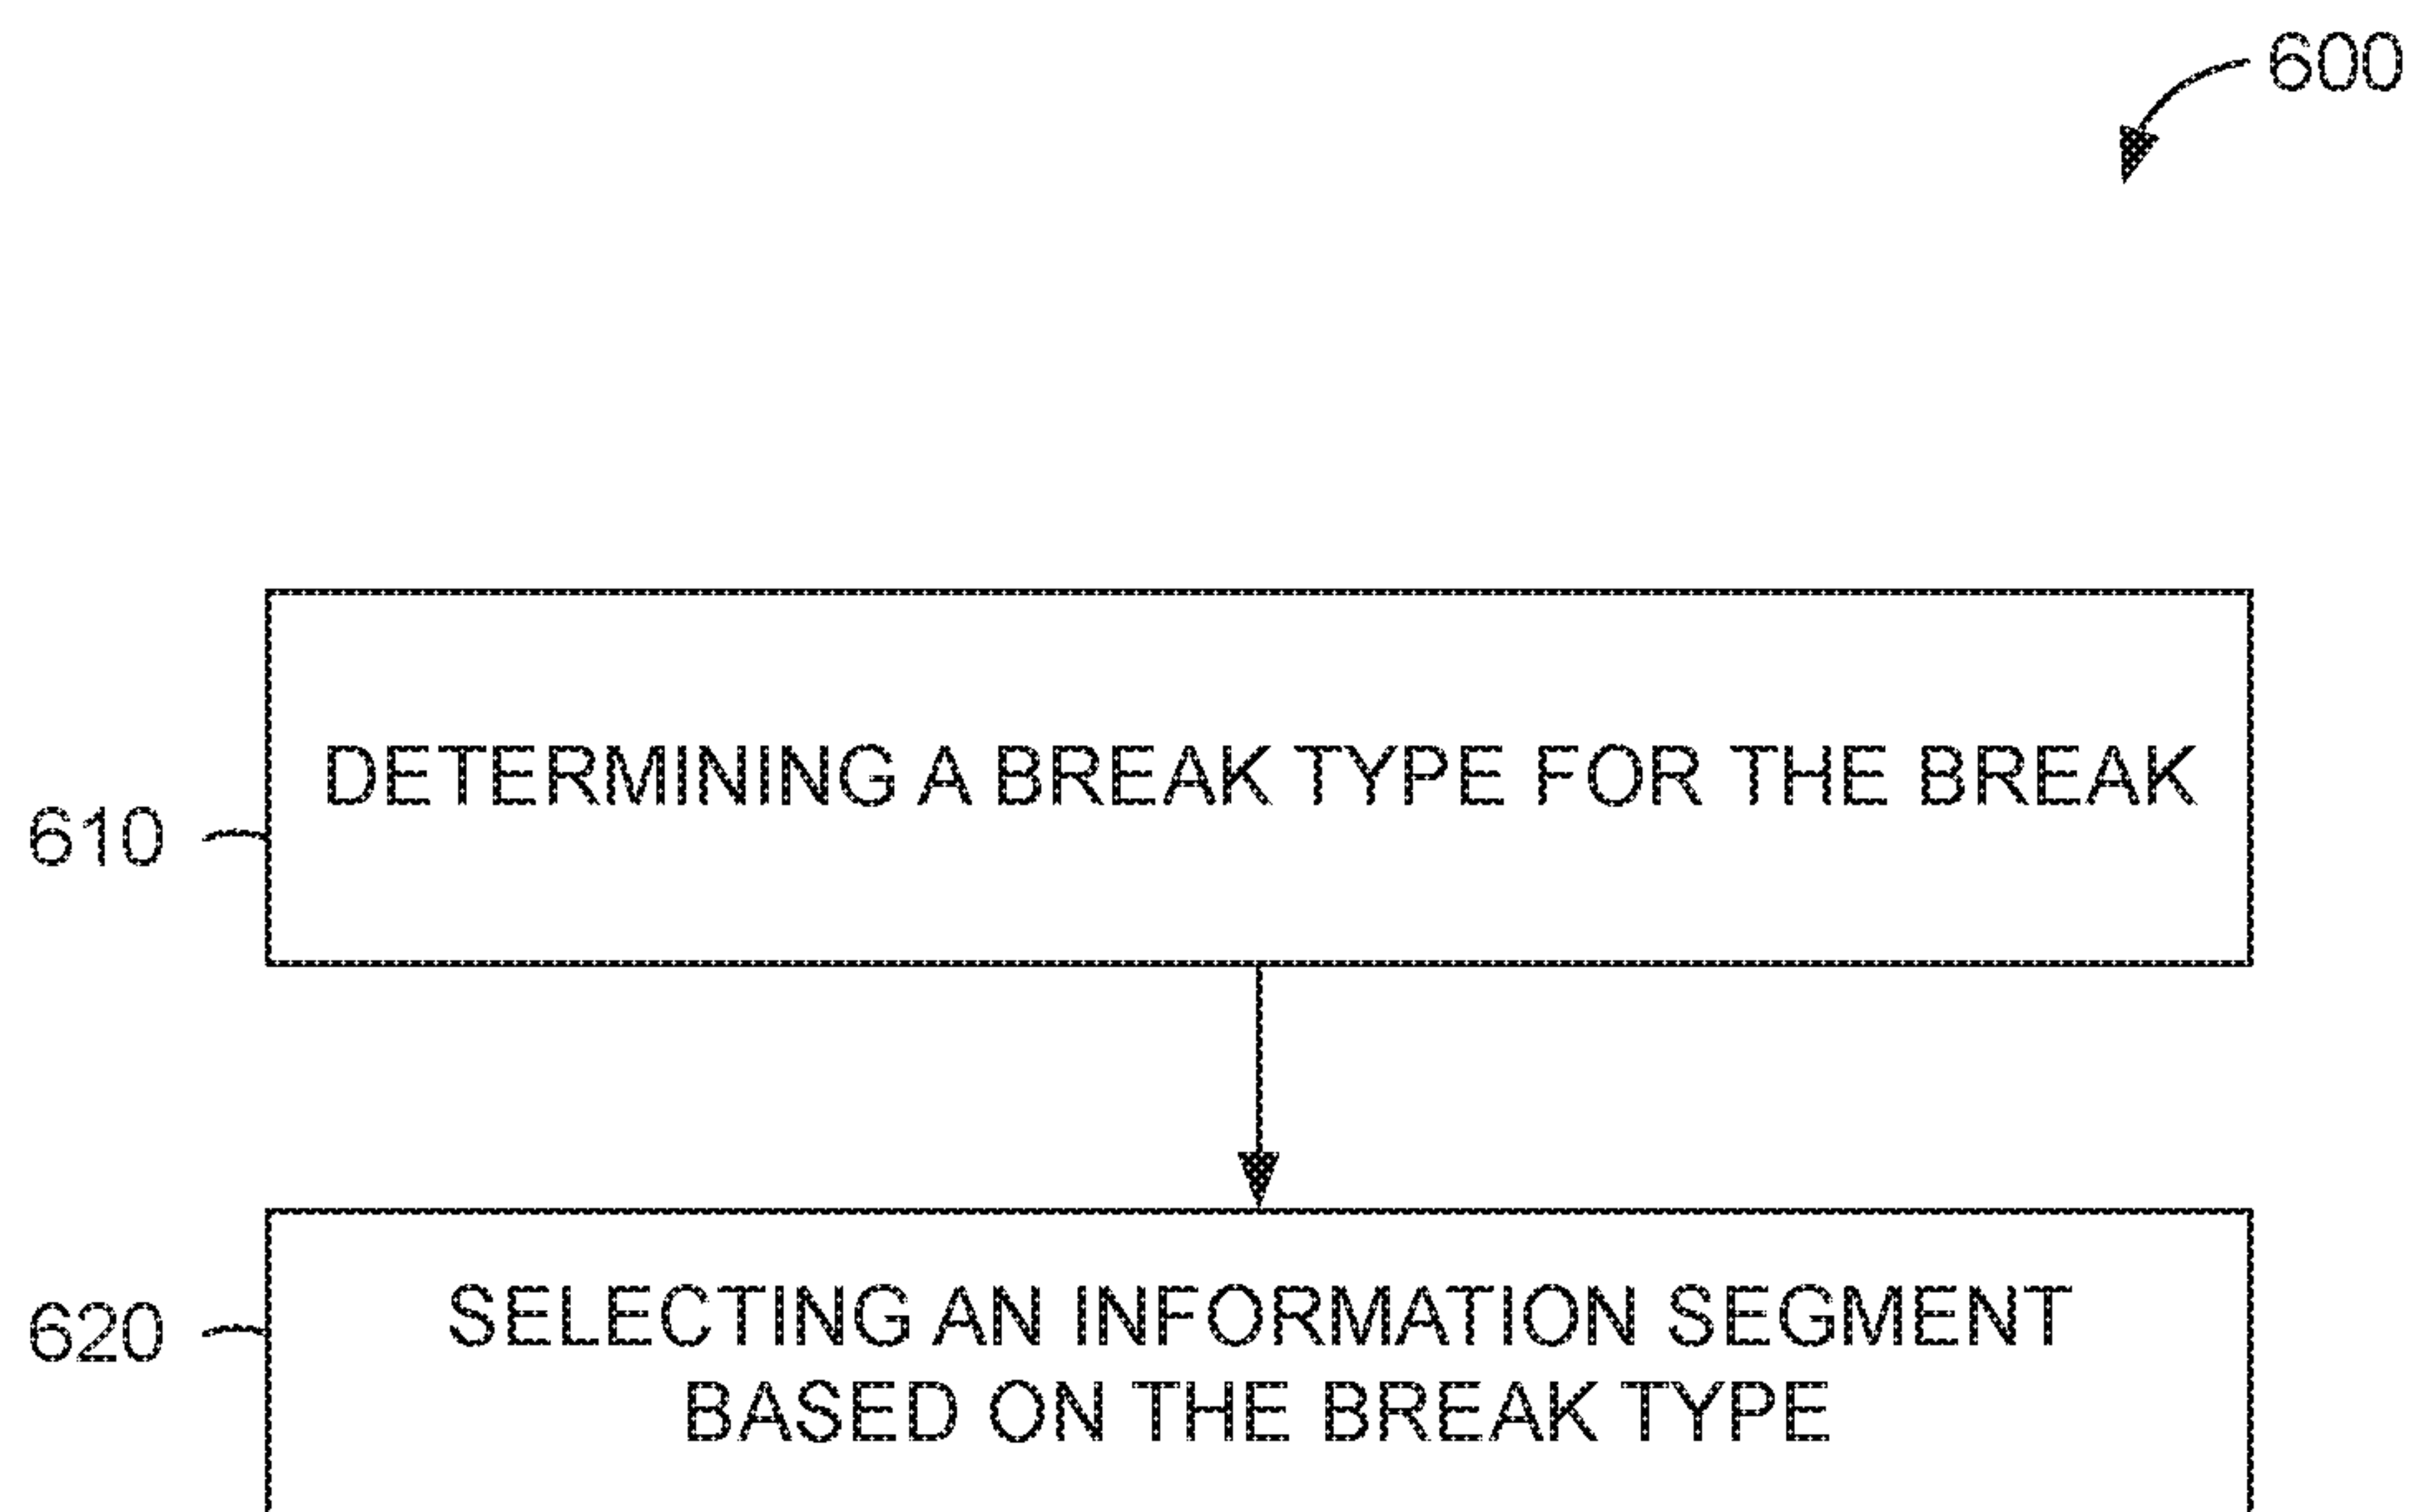 600
DETERMINING A BREAK TYPE FOR THE BREAK
610
SELECTING AN INFORMATION SEGMENT
620
BASED ON THE BREAK TYPE